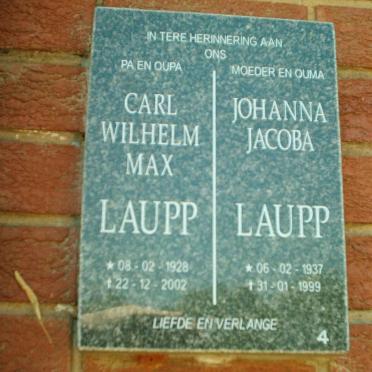 IN TERE HERINNERING AAN
ONS
PA EN OUPA
CARL
WILHELM
MAX
LAUPP
★ 08 - 02 - 1928
✝ 22 - 12 - 2002
MOEDER EN OUMA
JOHANNA
JACOBA
LAUPP
★ 06 - 02 - 1937
✝ 31 - 01 - 1999
LIEFDE EN VERLANGE
4